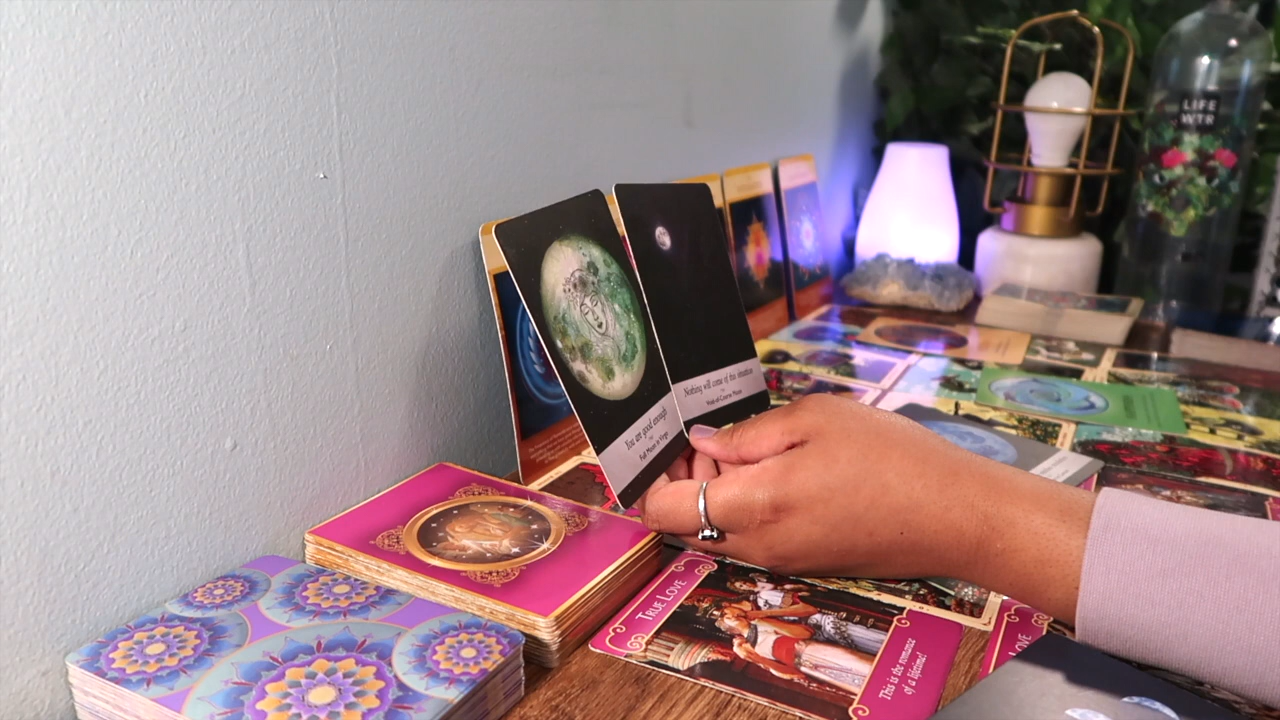 You are good enough
Full Moon in Virgo
Nothing will come of this situation
Void-of-Course Moon
LIFE
WTR
TRUE LOVE
This is the romance
of a lifetime!
LOVE